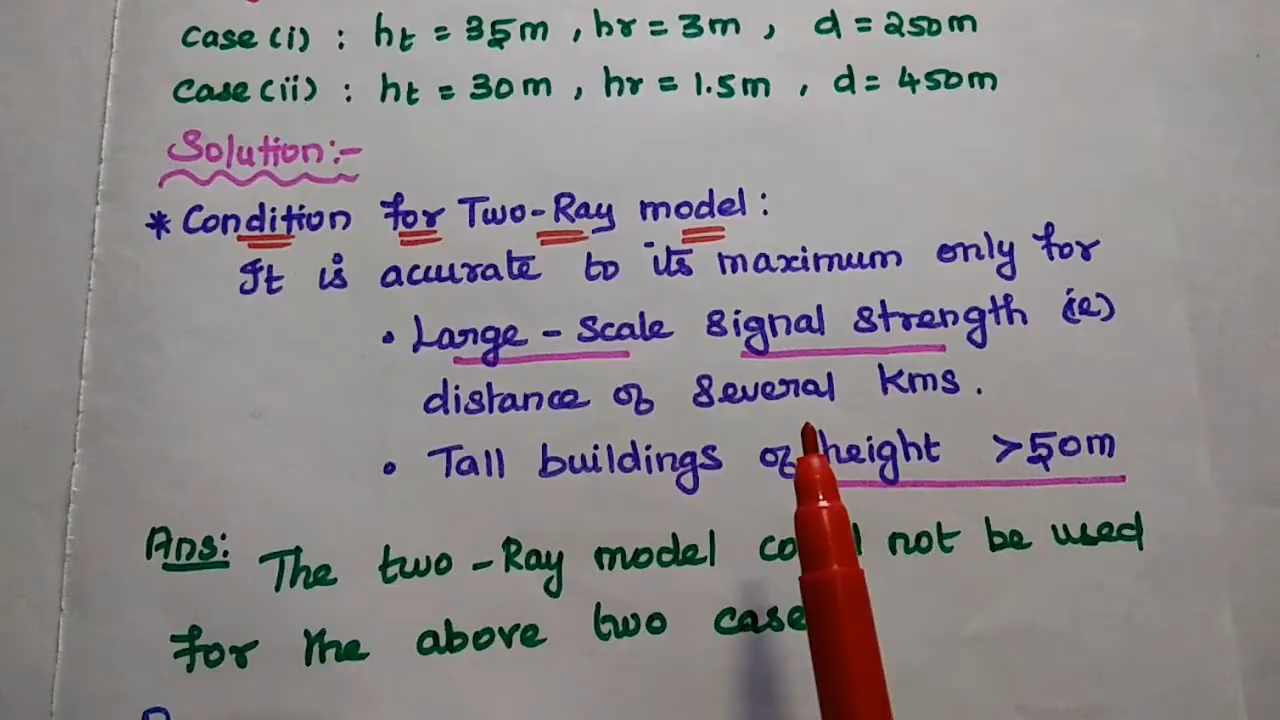 Case(i) : ht = 35m , hr = 3m , d = 250m
Case(ii) : ht = 30m , hr = 1.5m , d = 450m
Solution:-
* Condition for Two-Ray model:
It is accurate to its maximum only for
• Large-Scale Signal Strength (ie)
distance of Several Kms.
• Tall buildings of height >50m
Ans: The two-Ray model not be used
for the above two case